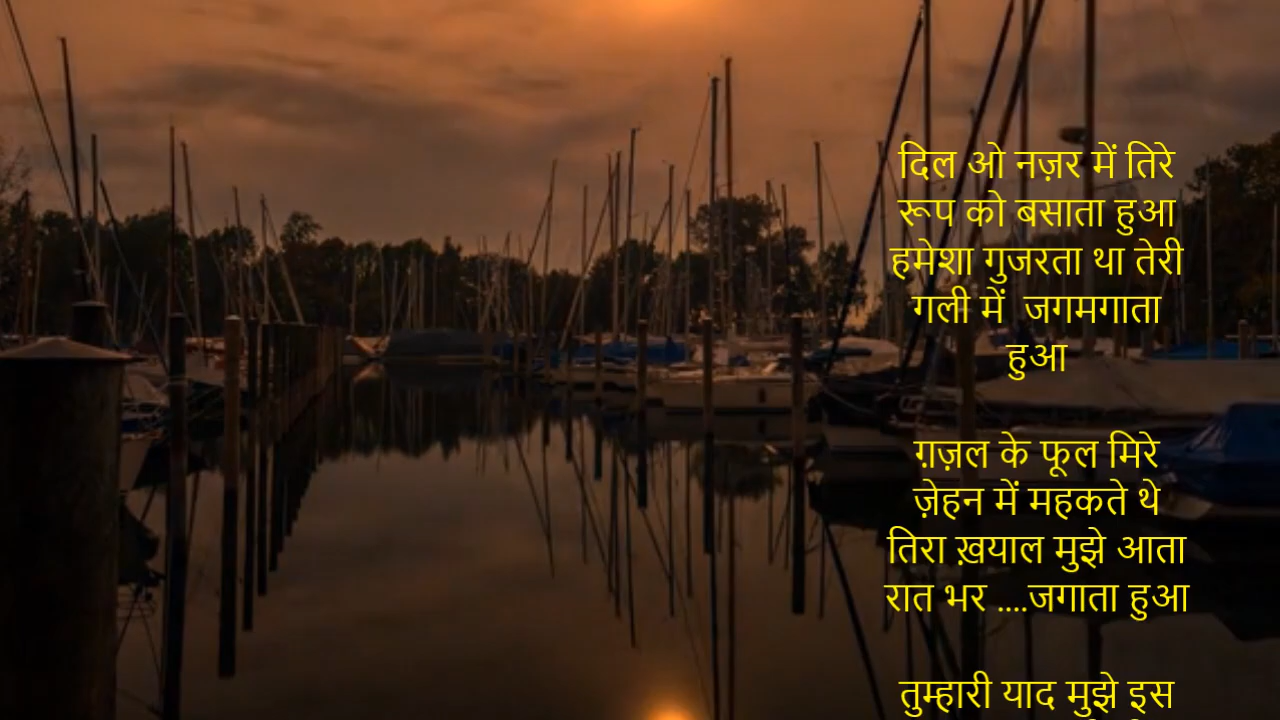 दिल ओ नज़र में तिरे
रूप को बसाता हुआ
हमेशा गुजरता था तेरी
गली में  जगमगाता
हुआ
ग़ज़ल के फूल मिरे
ज़ेहन में महकते थे
तिरा ख़याल मुझे आता
रात भर ....जगाता हुआ
तुम्हारी याद मुझे इस